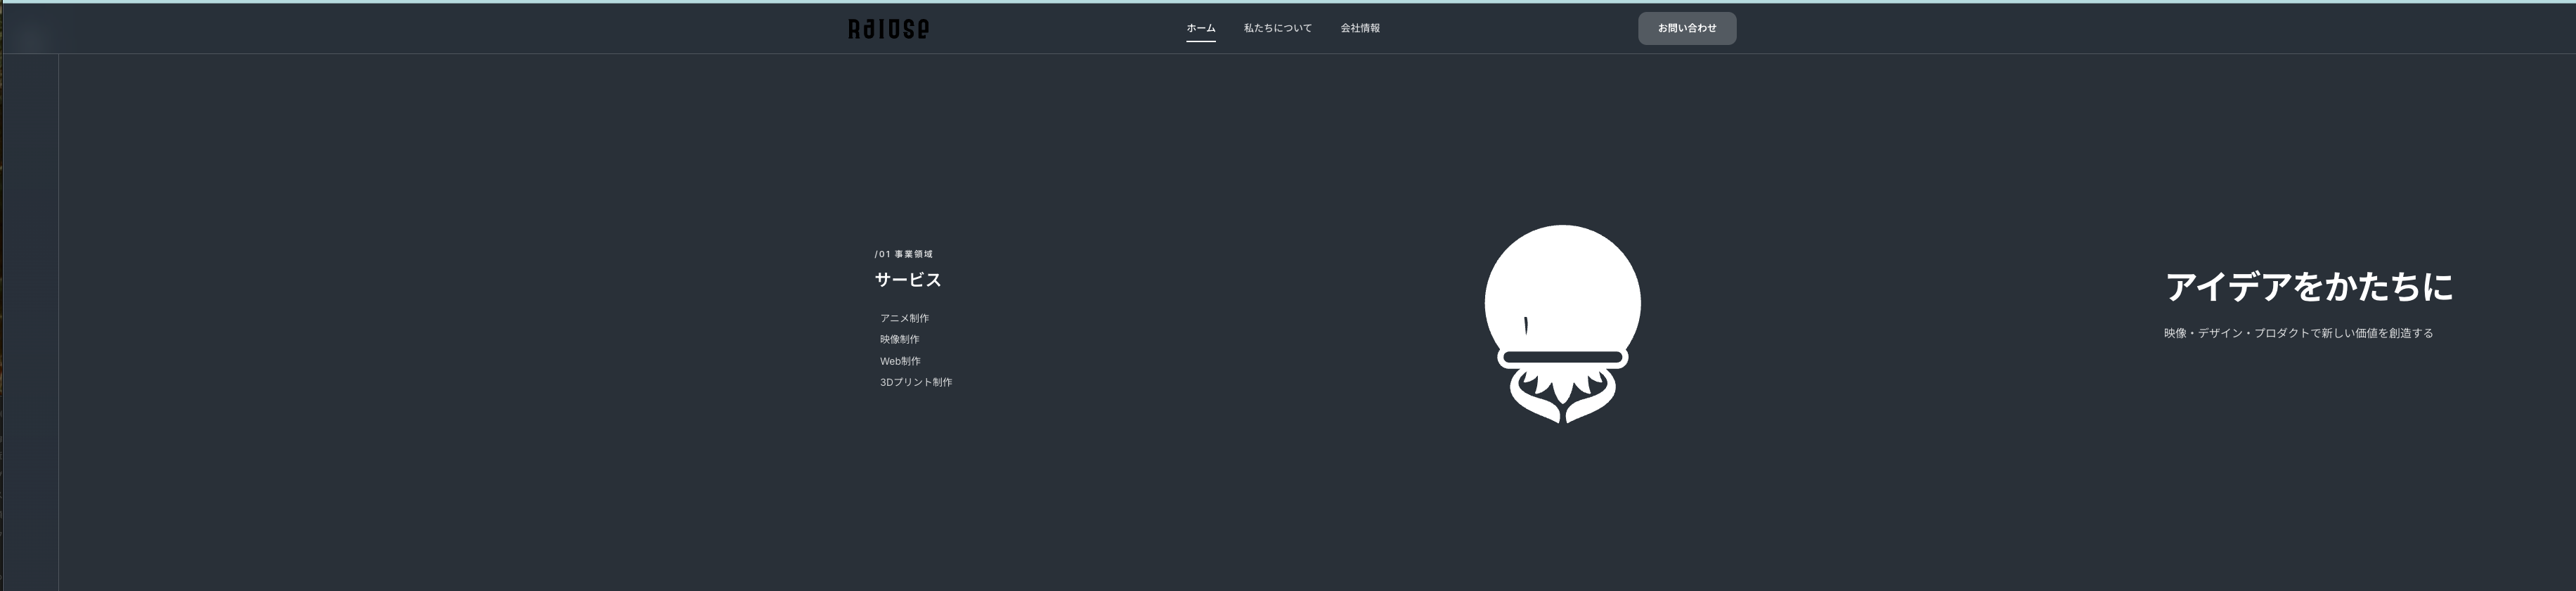 Raiose
ホーム
私たちについて
会社情報
お問い合わせ
/01 事業領域
サービス
アニメ制作
映像制作
Web制作
3Dプリント制作
アイデアをかたちに
映像・デザイン・プロダクトで新しい価値を創造する